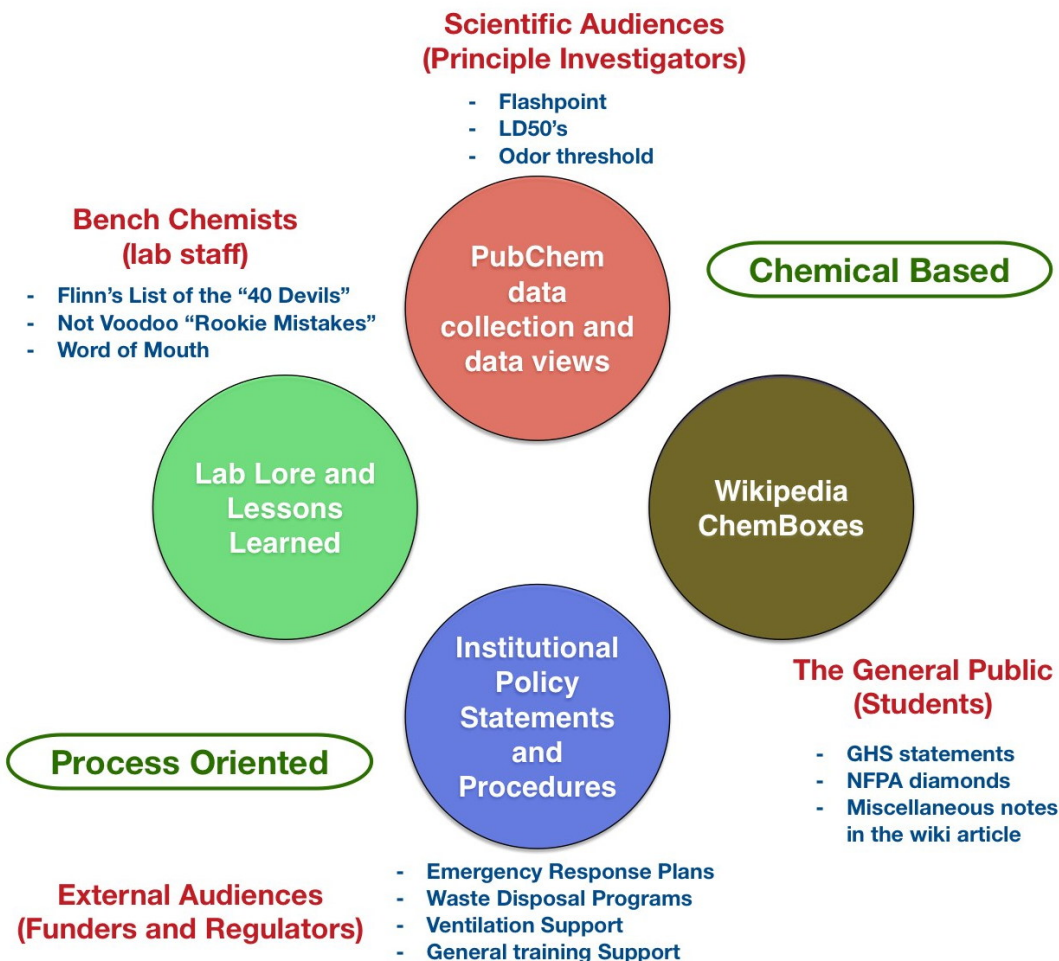 Scientific Audiences
(Principle Investigators)
- Flashpoint
- LD50's
- Odor threshold
Bench Chemists
(lab staff)
- Flinn's List of the “40 Devils”
- Not Voodoo “Rookie Mistakes”
- Word of Mouth
PubChem
data
collection and
data views
Chemical Based
Lab Lore and
Lessons
Learned
Wikipedia
ChemBoxes
Institutional
Policy
Statements
and
Procedures
The General Public
(Students)
- GHS statements
- NFPA diamonds
- Miscellaneous notes
in the wiki article
Process Oriented
External Audiences
(Funders and Regulators)
- Emergency Response Plans
- Waste Disposal Programs
- Ventilation Support
- General training Support